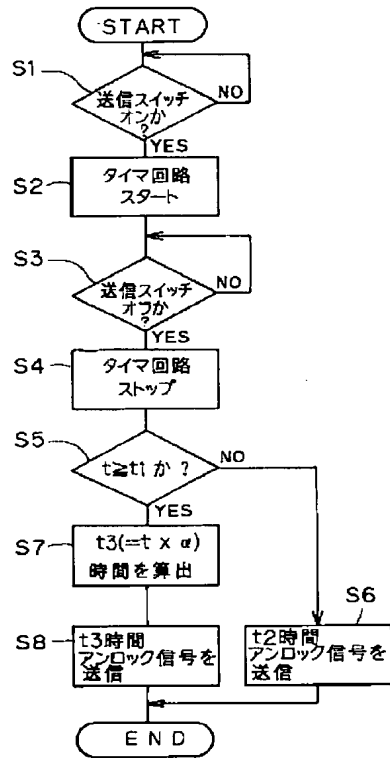 START
S1
送信スイッチ
オンか
?
NO
YES
S2
タイマ回路
スタート
S3
送信スイッチ
オフか
?
NO
YES
S4
タイマ回路
ストップ
S5
t≧t1か?
NO
YES
S7
t3(=t×α)
時間を算出
S6
t2時間
アンロック信号を
送信
S8
t3時間
アンロック信号を
送信
END